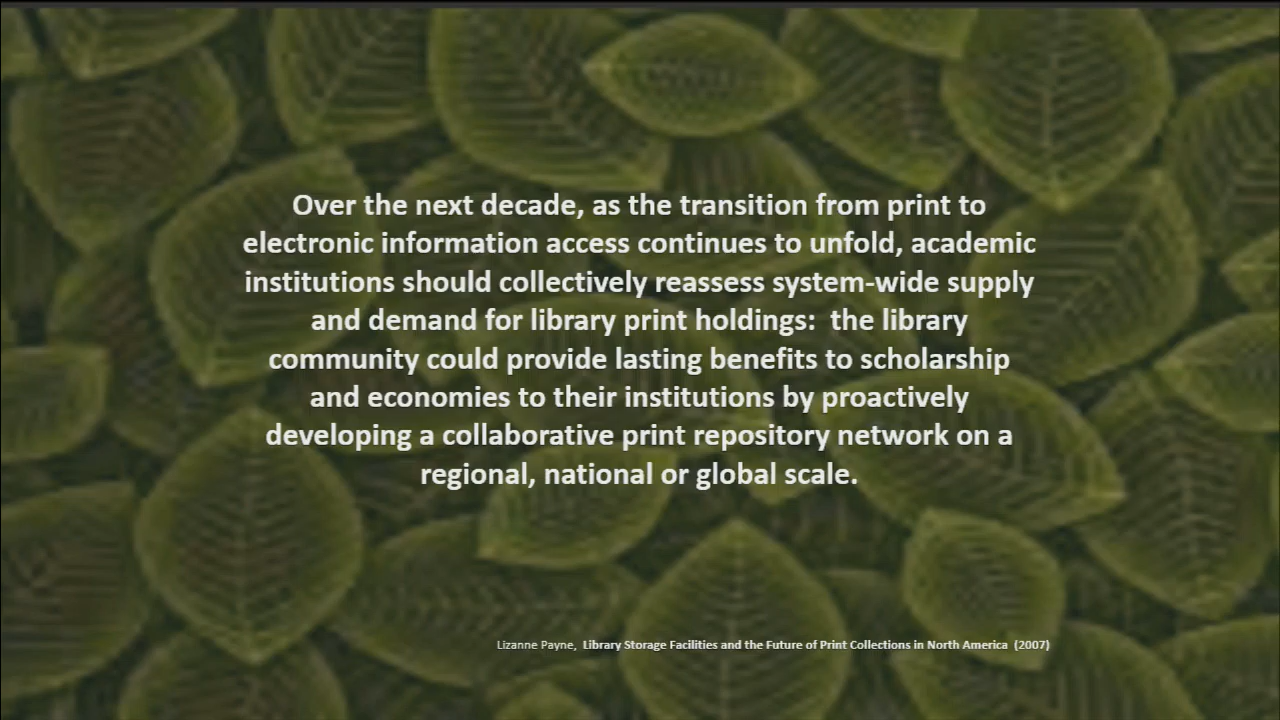 Over the next decade, as the transition from print to
electronic information access continues to unfold, academic
institutions should collectively reassess system-wide supply
and demand for library print holdings:  the library
community could provide lasting benefits to scholarship
and economies to their institutions by proactively
developing a collaborative print repository network on a
regional, national or global scale.
Lizanne Payne,  Library Storage Facilities and the Future of Print Collections in North America  (2007)